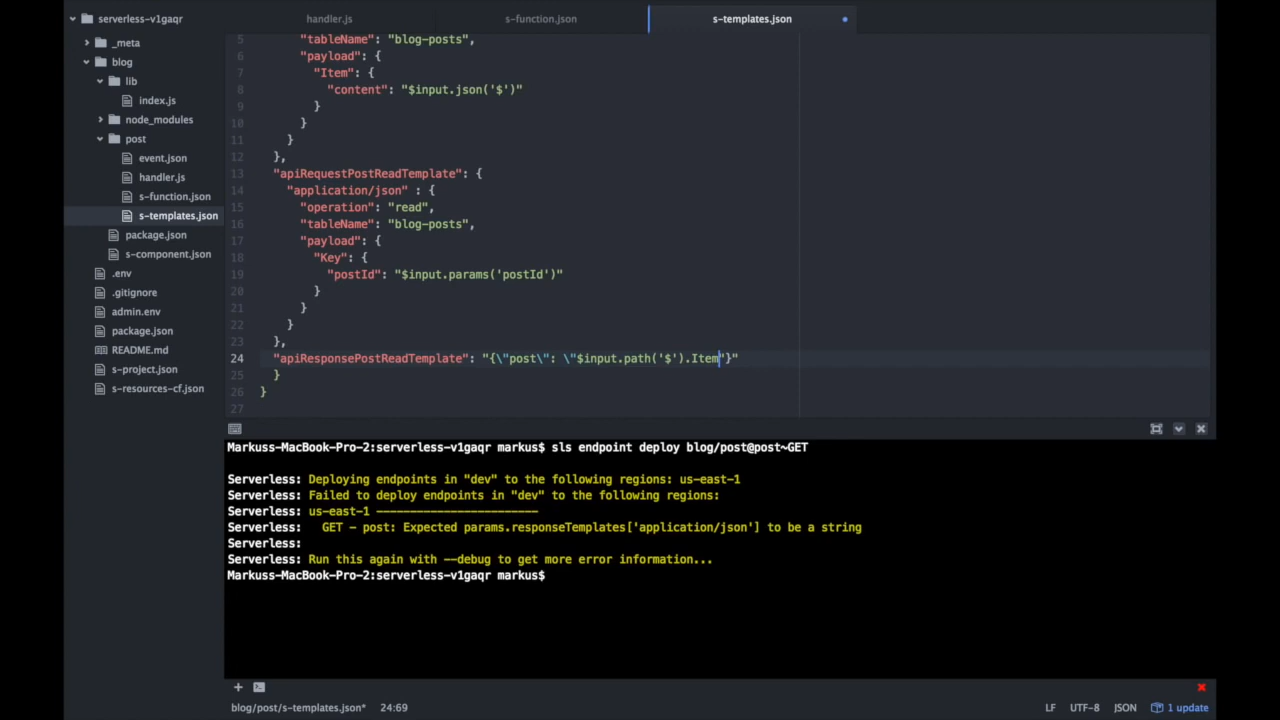 serverless-v1gaqr
handler.js
s-function.json
s-templates.json
_meta
blog
lib
index.js
node_modules
post
event.json
handler.js
s-function.json
s-templates.json
package.json
s-component.json
.env
.gitignore
admin.env
package.json
README.md
s-project.json
s-resources-cf.json
5 "tableName": "blog-posts",
6 "payload": {
7 "Item": {
8 "content": "$input.json('$')"
9 }
10 }
11 }
12 },
13 "apiRequestPostReadTemplate": {
14 "application/json" : {
15 "operation": "read",
16 "tableName": "blog-posts",
17 "payload": {
18 "Key": {
19 "postId": "$input.params('postId')"
20 }
21 }
22 }
23 },
24 "apiResponsePostReadTemplate": "{\"post\": \"$input.path('$').Item"}"
25 }
26 }
27
Markuss-MacBook-Pro-2:serverless-v1gaqr markus$ sls endpoint deploy blog/post@post~GET
Serverless: Deploying endpoints in "dev" to the following regions: us-east-1
Serverless: Failed to deploy endpoints in "dev" to the following regions:
Serverless: us-east-1 ------------------------
Serverless:   GET - post: Expected params.responseTemplates['application/json'] to be a string
Serverless:
Serverless: Run this again with --debug to get more error information...
Markuss-MacBook-Pro-2:serverless-v1gaqr markus$
blog/post/s-templates.json* 24:69
LF UTF-8 JSON 1 update